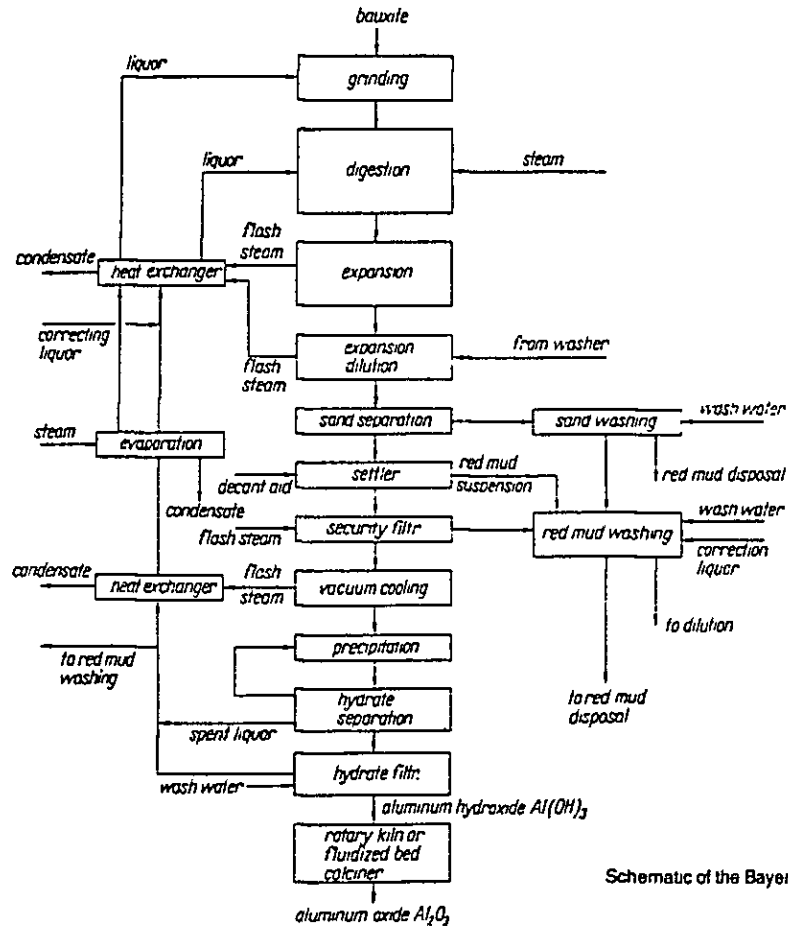 bauxite
liquor
grinding
liquor
digestion
steam
flash
steam
condensate
heat exchanger
expansion
correcting
liquor
flash
steam
expansion
dilution
from washer
sand separation
sand washing
wash water
steam
evaporation
condensate
decant aid
settler
red mud
suspension
red mud disposal
flash steam
security filtr.
red mud washing
wash water
correction
liquor
condensate
heat exchanger
flash
steam
vacuum cooling
to dilution
to red mud
washing
precipitation
hydrate
separation
to red mud
disposal
spent liquor
wash water
hydrate filtr.
aluminum hydroxide Al(OH)₃
rotary kiln or
fluidized bed
calciner
Schematic of the Bayer
aluminum oxide Al₂O₃